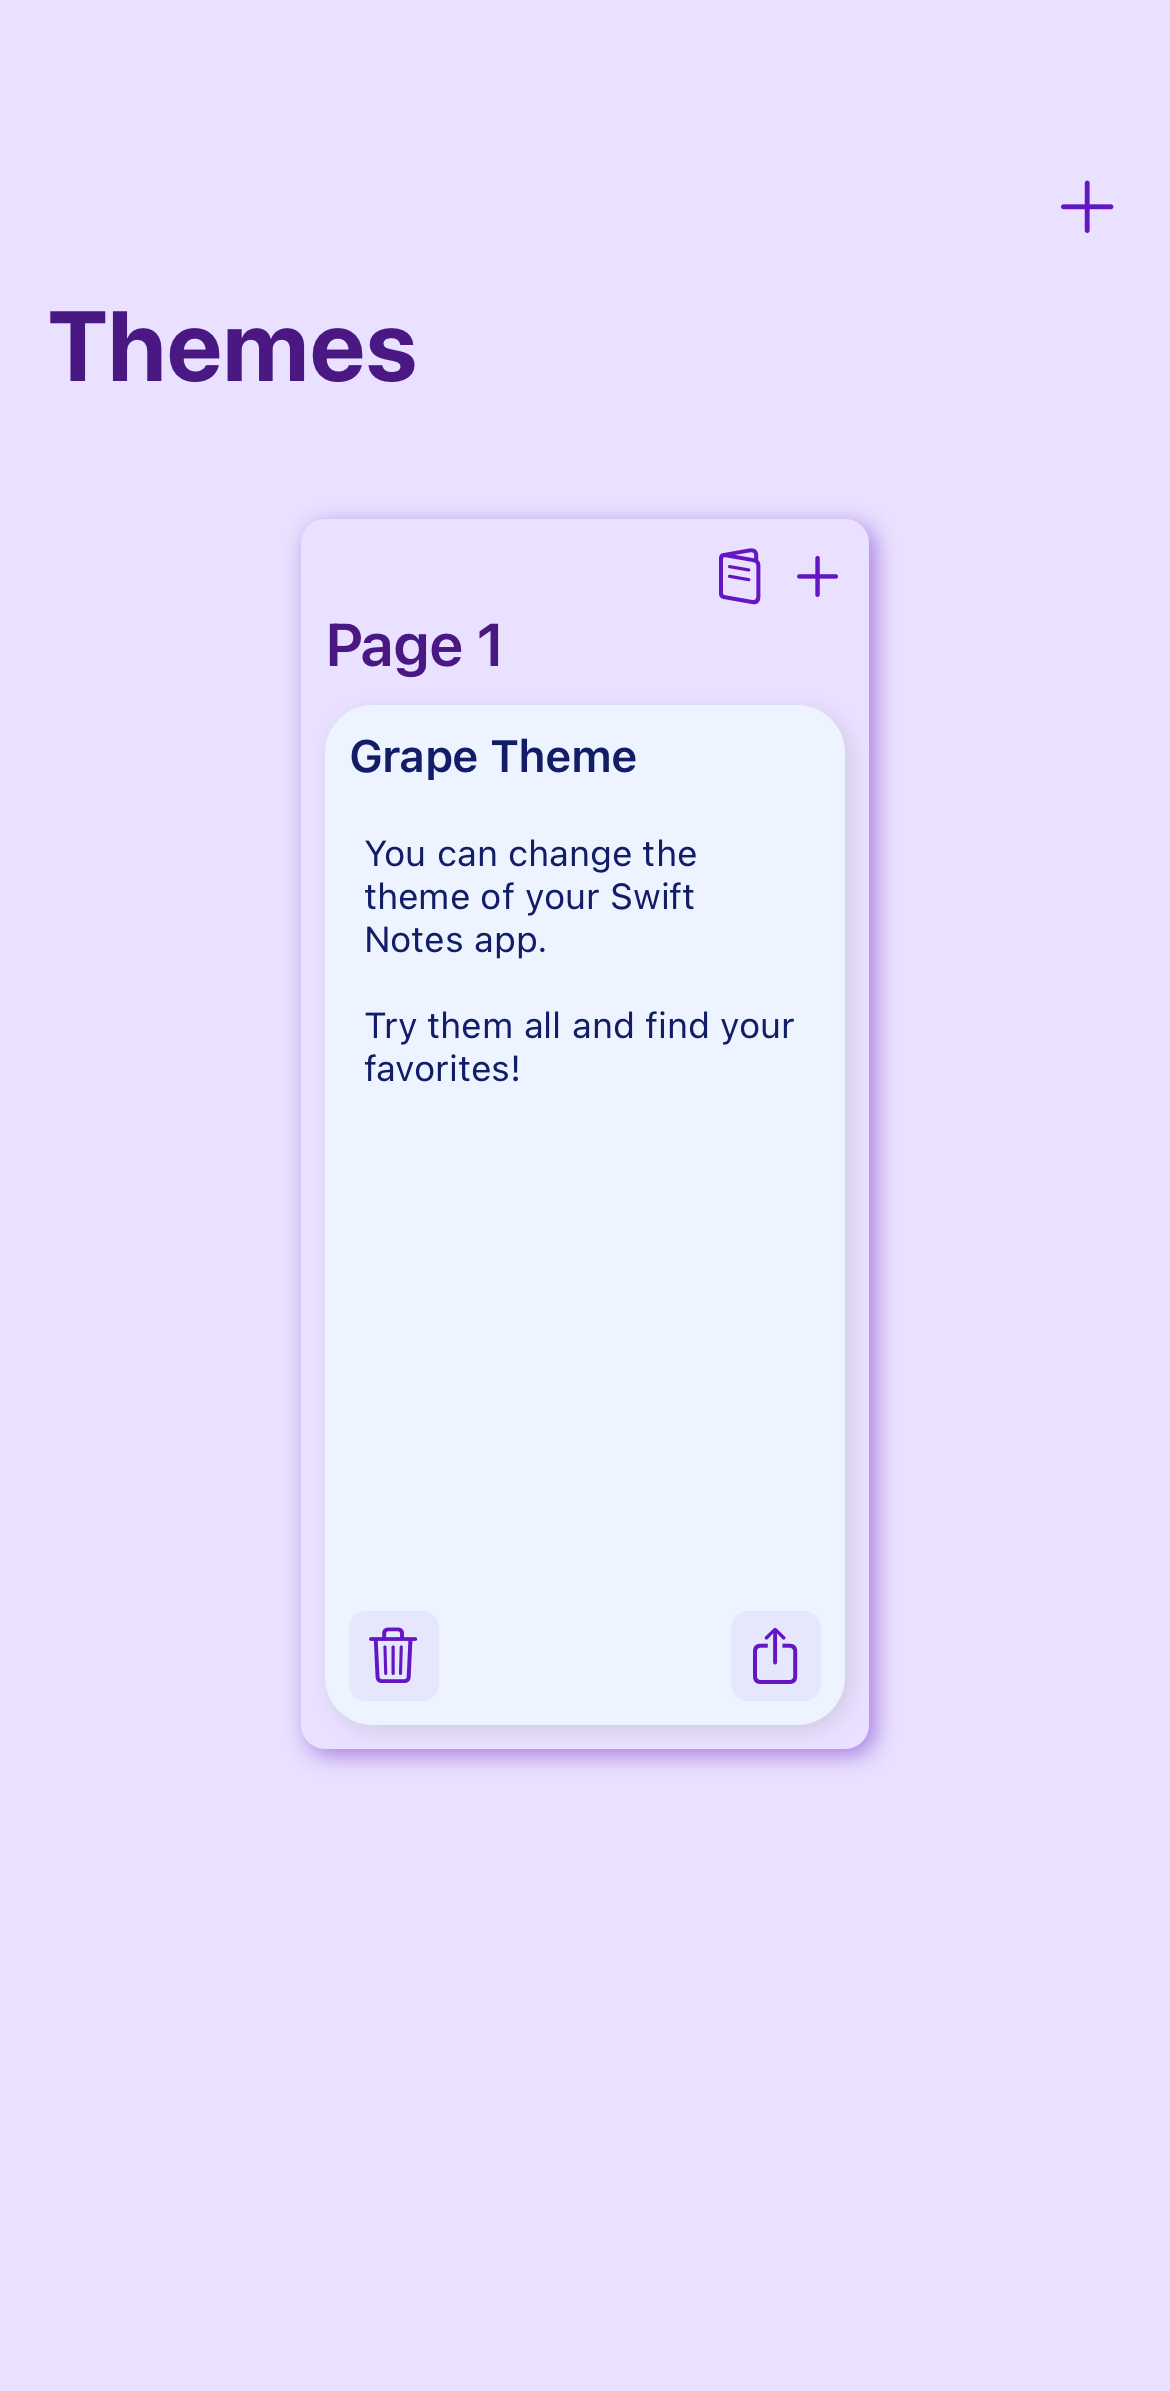 Themes
Page 1
Grape Theme
You can change the
theme of your Swift
Notes app.
Try them all and find your
favorites!